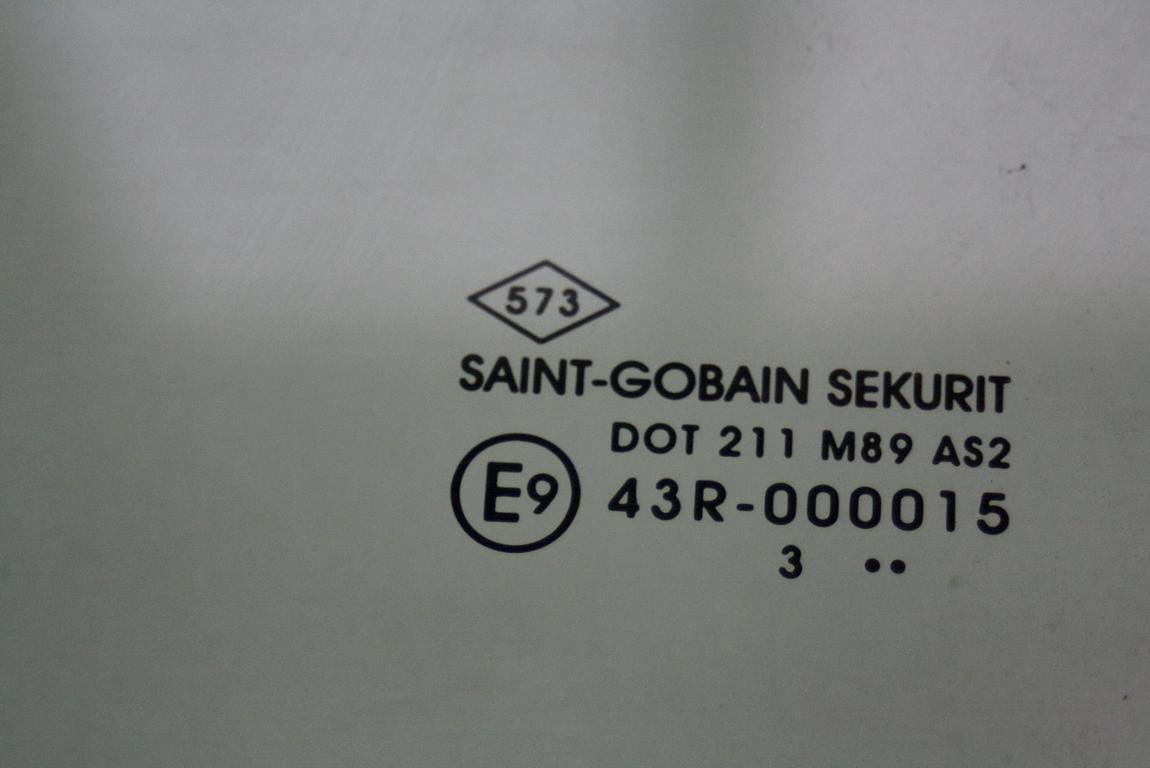 573
SAINT-GOBAIN SEKURIT
DOT 211 M89 AS2
E9 43R-000015
3 ••